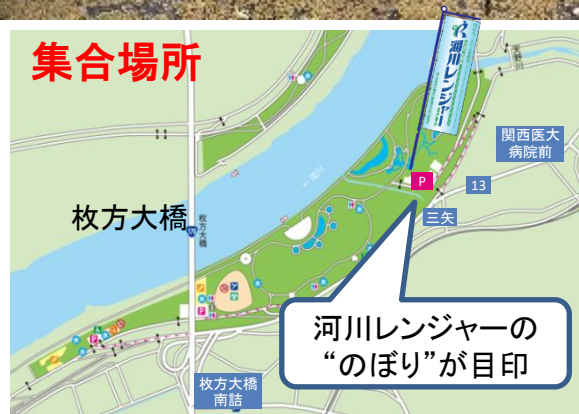 集合場所
河川レンジャー
関西医大
病院前
P
13
三矢
枚方大橋
枚方大橋
170
淀川
河川レンジャーの
“のぼり”が目印
枚方大橋
南詰
P
P